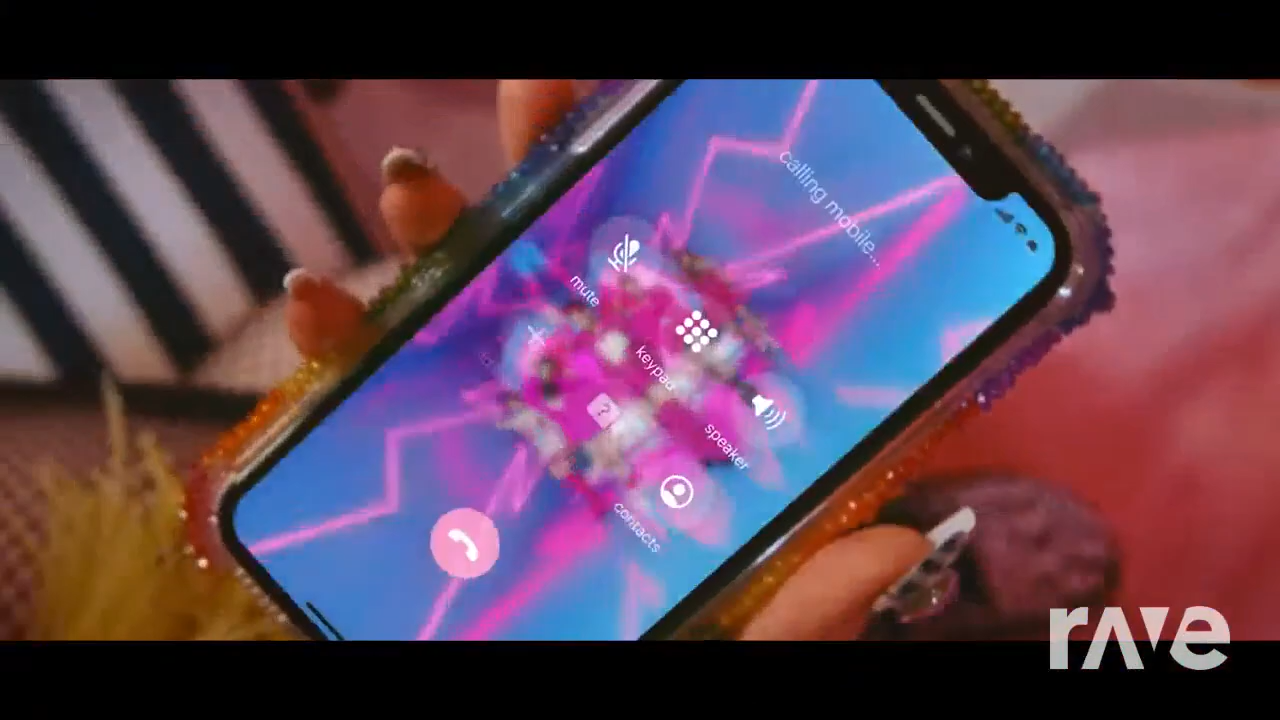 calling mobile...
mute
keypad
speaker
contacts
rave